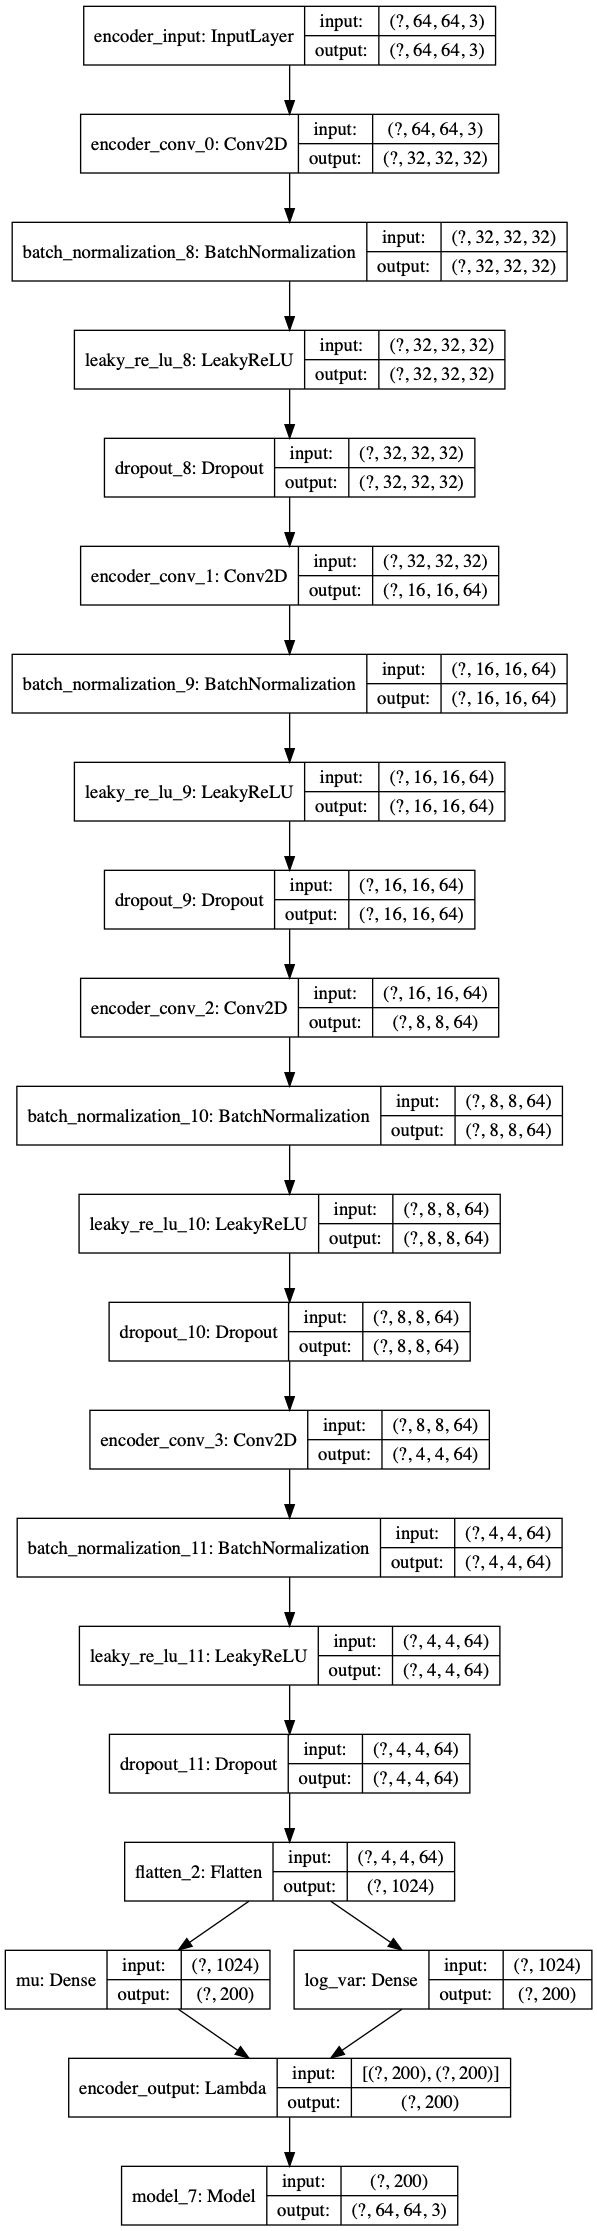 encoder_input: InputLayer
input: (?, 64, 64, 3)
output: (?, 64, 64, 3)
encoder_conv_0: Conv2D
input: (?, 64, 64, 3)
output: (?, 32, 32, 32)
batch_normalization_8: BatchNormalization
input: (?, 32, 32, 32)
output: (?, 32, 32, 32)
leaky_re_lu_8: LeakyReLU
input: (?, 32, 32, 32)
output: (?, 32, 32, 32)
dropout_8: Dropout
input: (?, 32, 32, 32)
output: (?, 32, 32, 32)
encoder_conv_1: Conv2D
input: (?, 32, 32, 32)
output: (?, 16, 16, 64)
batch_normalization_9: BatchNormalization
input: (?, 16, 16, 64)
output: (?, 16, 16, 64)
leaky_re_lu_9: LeakyReLU
input: (?, 16, 16, 64)
output: (?, 16, 16, 64)
dropout_9: Dropout
input: (?, 16, 16, 64)
output: (?, 16, 16, 64)
encoder_conv_2: Conv2D
input: (?, 16, 16, 64)
output: (?, 8, 8, 64)
batch_normalization_10: BatchNormalization
input: (?, 8, 8, 64)
output: (?, 8, 8, 64)
leaky_re_lu_10: LeakyReLU
input: (?, 8, 8, 64)
output: (?, 8, 8, 64)
dropout_10: Dropout
input: (?, 8, 8, 64)
output: (?, 8, 8, 64)
encoder_conv_3: Conv2D
input: (?, 8, 8, 64)
output: (?, 4, 4, 64)
batch_normalization_11: BatchNormalization
input: (?, 4, 4, 64)
output: (?, 4, 4, 64)
leaky_re_lu_11: LeakyReLU
input: (?, 4, 4, 64)
output: (?, 4, 4, 64)
dropout_11: Dropout
input: (?, 4, 4, 64)
output: (?, 4, 4, 64)
flatten_2: Flatten
input: (?, 4, 4, 64)
output: (?, 1024)
mu: Dense
input: (?, 1024)
output: (?, 200)
log_var: Dense
input: (?, 1024)
output: (?, 200)
encoder_output: Lambda
input: [(?, 200), (?, 200)]
output: (?, 200)
model_7: Model
input: (?, 200)
output: (?, 64, 64, 3)